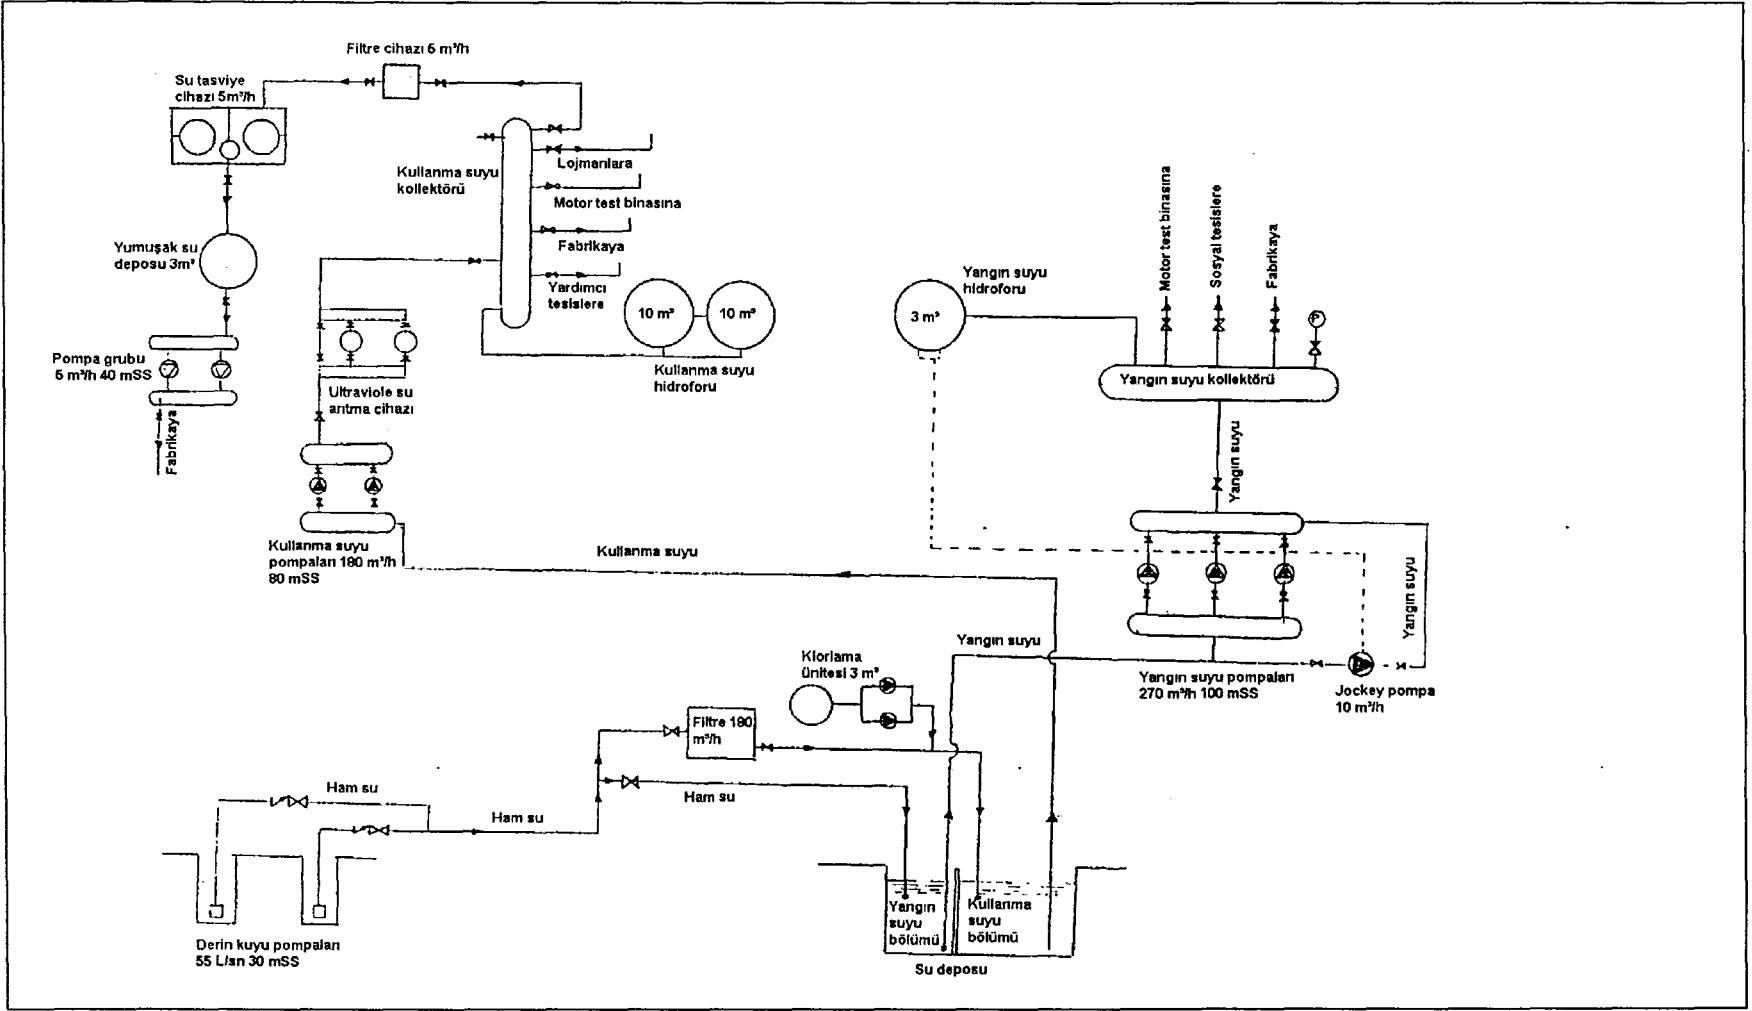 Filtre cihazı 6 m³/h
Su tasviye
cihazı 5m³/h
Kullanma suyu
kollektörü
Lojmanlara
Motor test binasına
Fabrikaya
Yardımcı
tesislere
Yumuşak su
deposu 3m³
Pompa grubu
5 m³/h 40 mSS
Fabrikaya
Ultraviole su
arıtma cihazı
10 m³
10 m³
Kullanma suyu
hidroforu
Kullanma suyu
pompaları 180 m³/h
80 mSS
Kullanma suyu
3 m³
Yangın suyu
hidroforu
Motor test binasına
Sosyal tesislere
Fabrikaya
P
Yangın suyu kollektörü
Yangın suyu
Yangın suyu
Yangın suyu
Yangın suyu pompaları
270 m³/h 100 mSS
Jockey pompa
10 m³/h
Klorlama
ünitesi 3 m³
Filtre 180
m³/h
Ham su
Ham su
Ham su
Derin kuyu pompaları
55 L/sn 30 mSS
Yangın
suyu
bölümü
Kullanma
suyu
bölümü
Su deposu